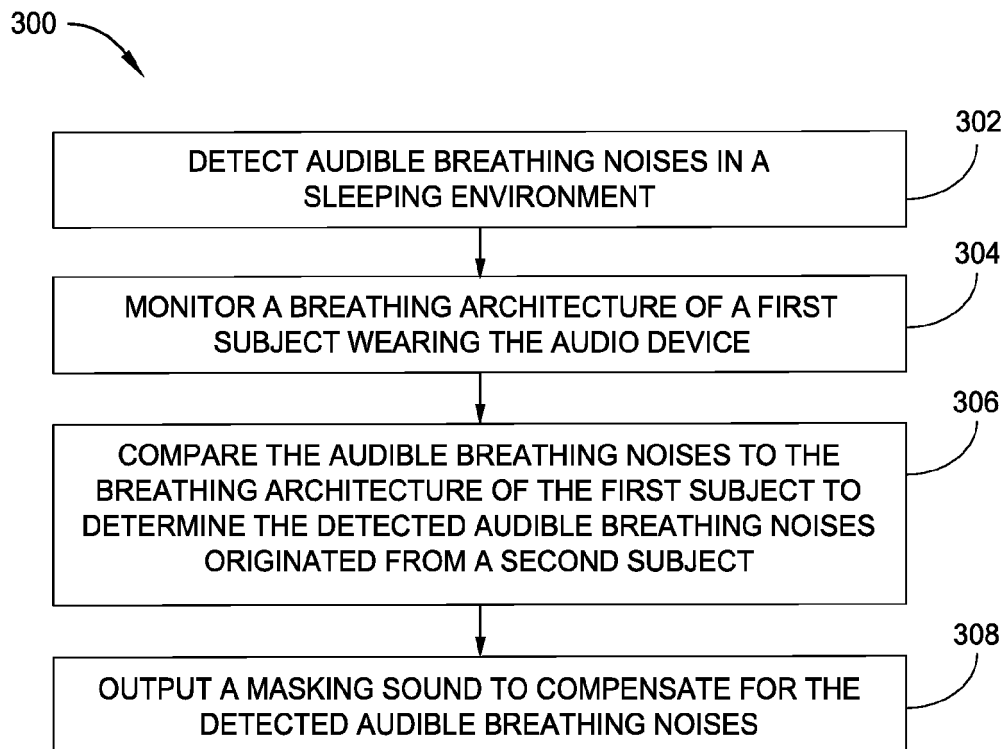 300
302
DETECT AUDIBLE BREATHING NOISES IN A
SLEEPING ENVIRONMENT
304
MONITOR A BREATHING ARCHITECTURE OF A FIRST
SUBJECT WEARING THE AUDIO DEVICE
306
COMPARE THE AUDIBLE BREATHING NOISES TO THE
BREATHING ARCHITECTURE OF THE FIRST SUBJECT TO
DETERMINE THE DETECTED AUDIBLE BREATHING NOISES
ORIGINATED FROM A SECOND SUBJECT
308
OUTPUT A MASKING SOUND TO COMPENSATE FOR THE
DETECTED AUDIBLE BREATHING NOISES